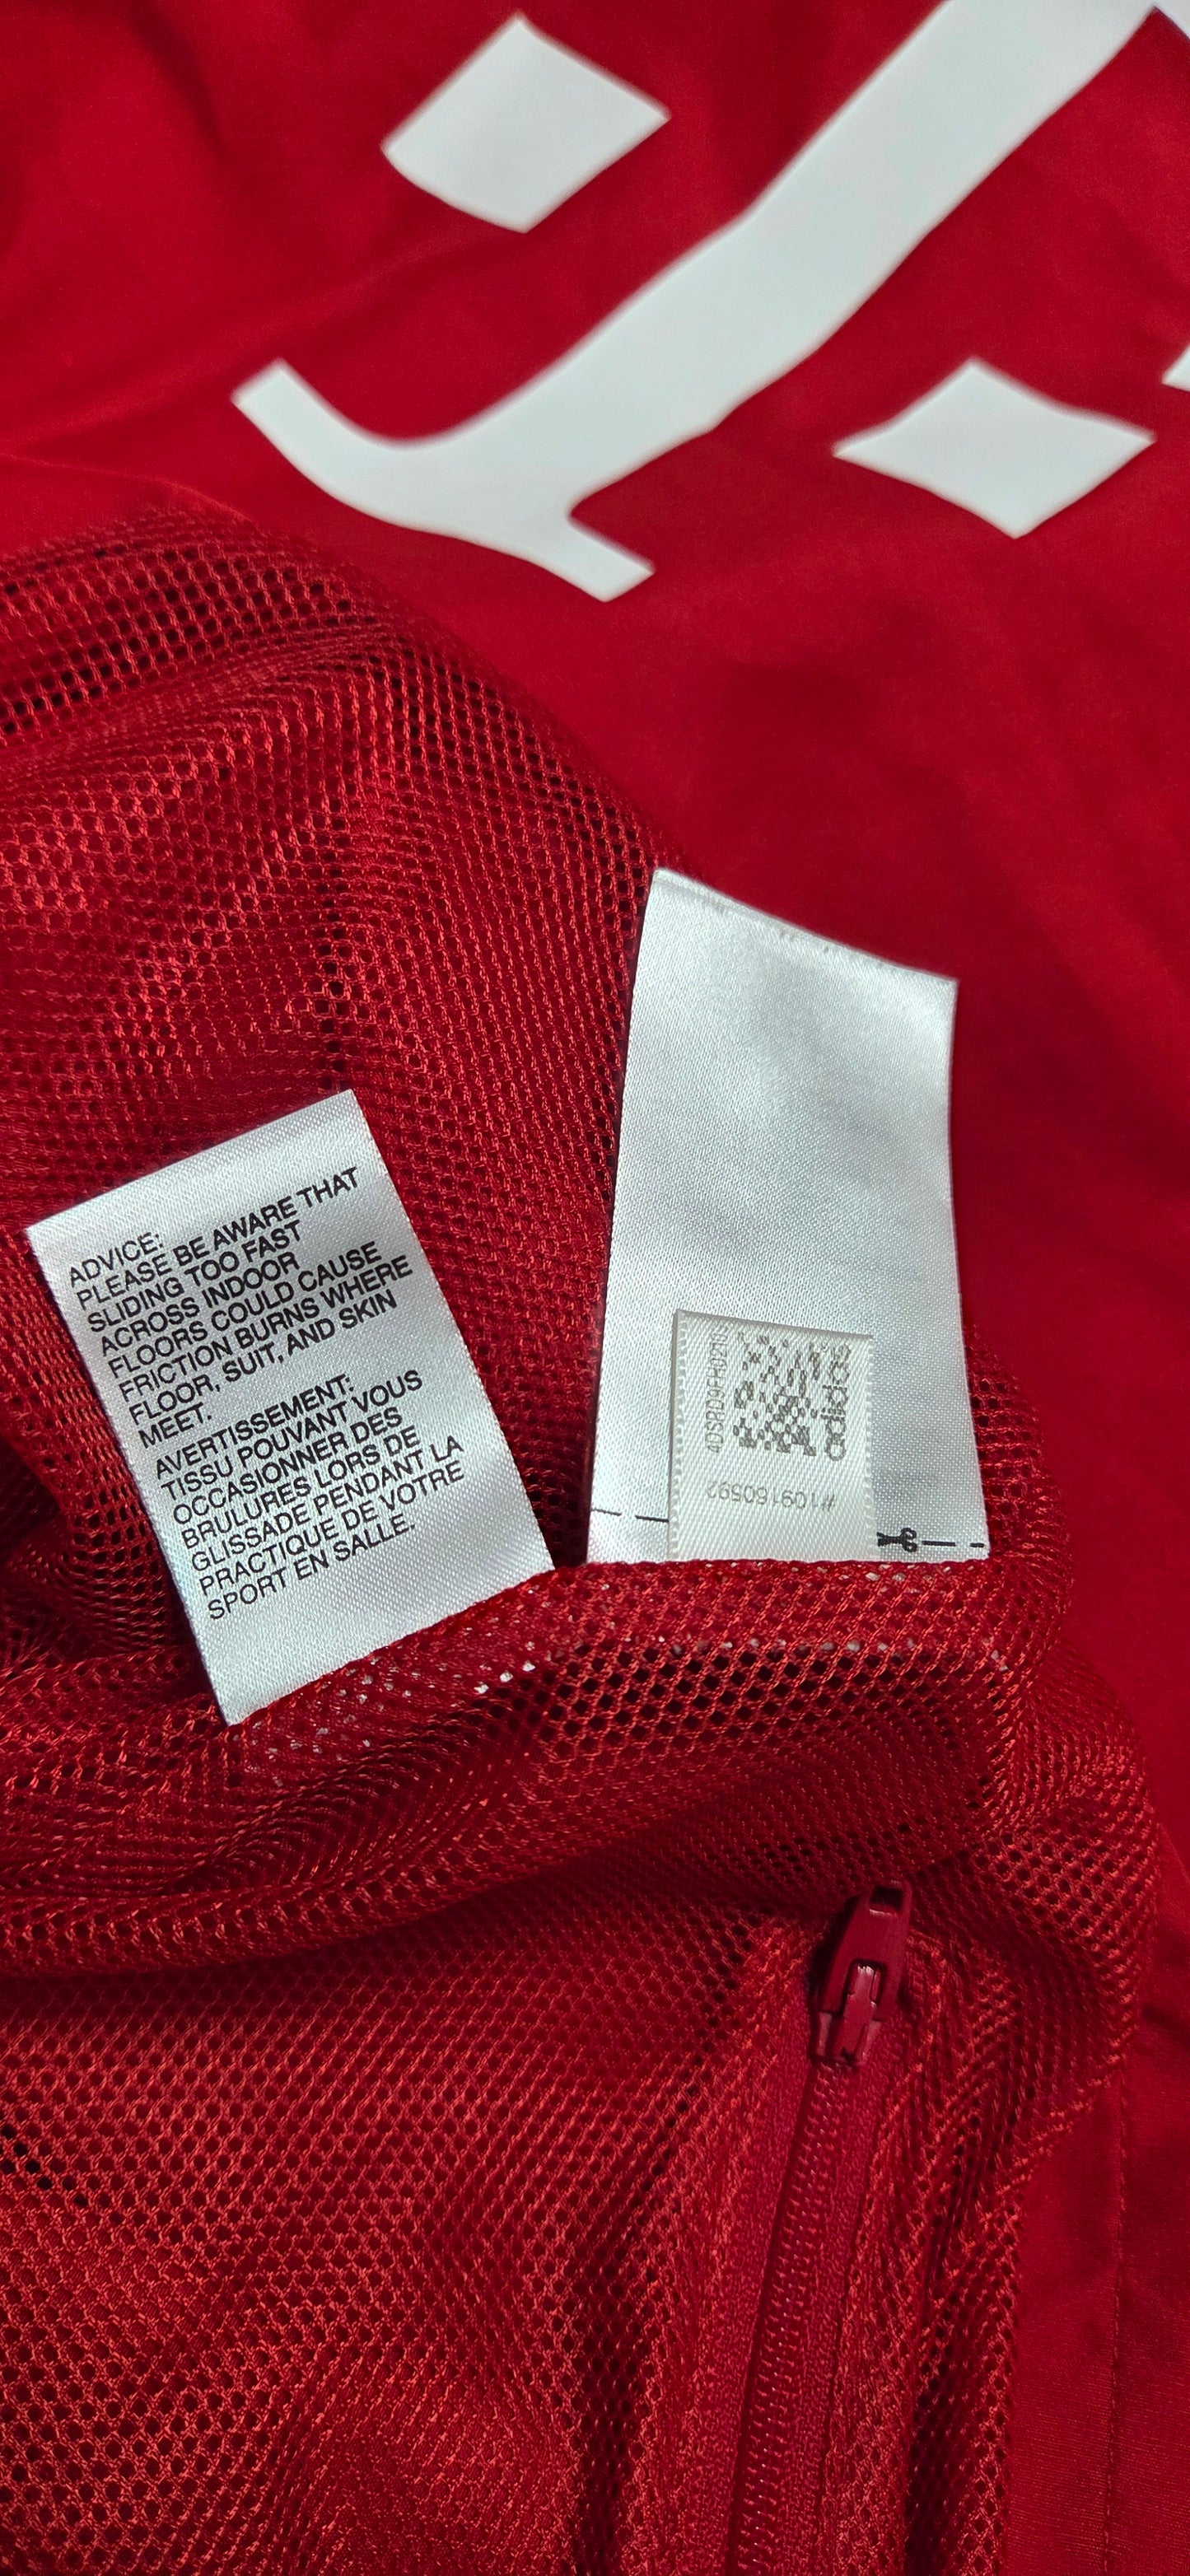 ADVICE:
PLEASE BE AWARE THAT
SLIDING TOO FAST
ACROSS INDOOR
FLOORS COULD CAUSE
FRICTION BURNS WHERE
FLOOR, SUIT, AND SKIN
MEET.
AVERTISSEMENT:
TISSU POUVANT VOUS
OCCASIONNER DES
BRULURES LORS DE
GLISSADE PENDANT LA
PRACTIQUE DE VOTRE
SPORT EN SALLE.
adidas
#109160592